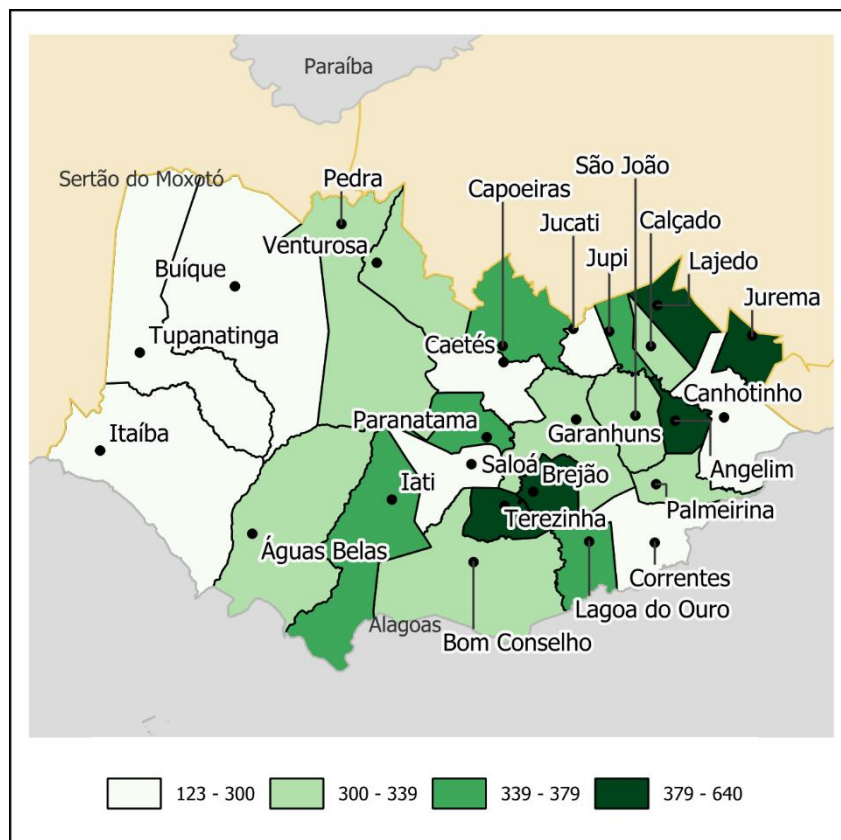 Paraíba
São João
Sertão do Moxotó
Pedra
Capoeiras
Jucati
Calçado
Venturosa
Jupi
Lajedo
Buíque
Jurema
Tupanatinga
Caetés
Canhotinho
Paranatama
Itaíba
Garanhuns
Saloá
Angelim
Iati
Brejão
Terezinha
Palmeirina
Águas Belas
Correntes
Lagoa do Ouro
Alagoas
Bom Conselho
123 - 300
300 - 339
339 - 379
379 - 640